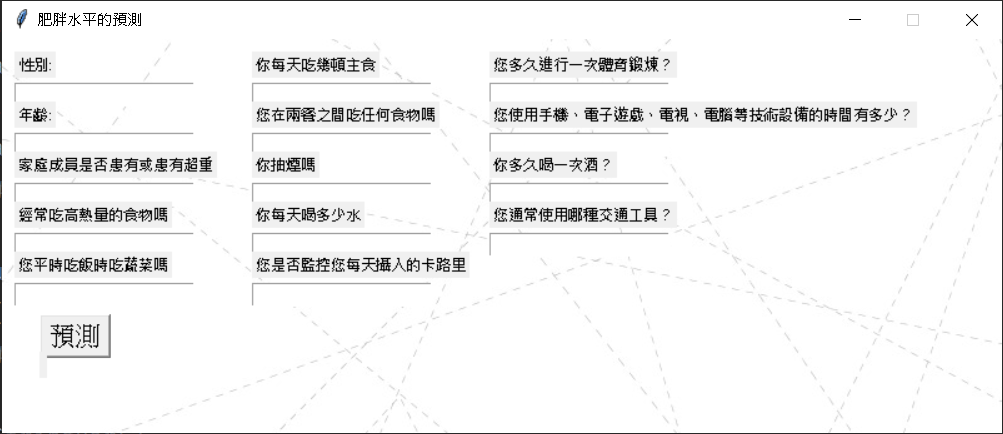 肥胖水平的預測
性別:
年齡:
家庭成員是否患有或患有超重
經常吃高熱量的食物嗎
您平時吃飯時吃蔬菜嗎
你每天吃幾頓主食
您在兩餐之間吃任何食物嗎
你抽煙嗎
你每天喝多少水
您是否監控您每天攝入的卡路里
您多久進行一次體育鍛煉？
您使用手機、電子遊戲、電視、電腦等技術設備的時間有多少？
你多久喝一次酒？
您通常使用哪種交通工具？
預測